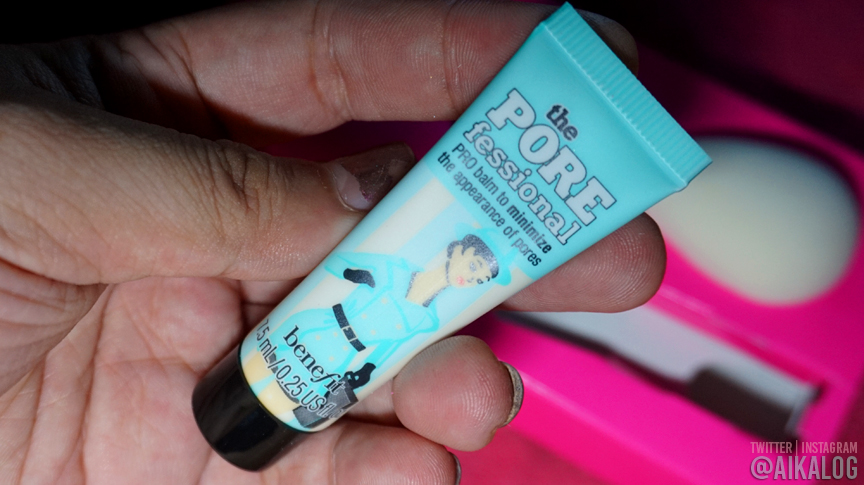 the
PORE
fessional
PRO balm to minimize
the appearance of pores
benefit
7.5 mL/0.25 US fl
TWITTER | INSTAGRAM
@AIKALOG